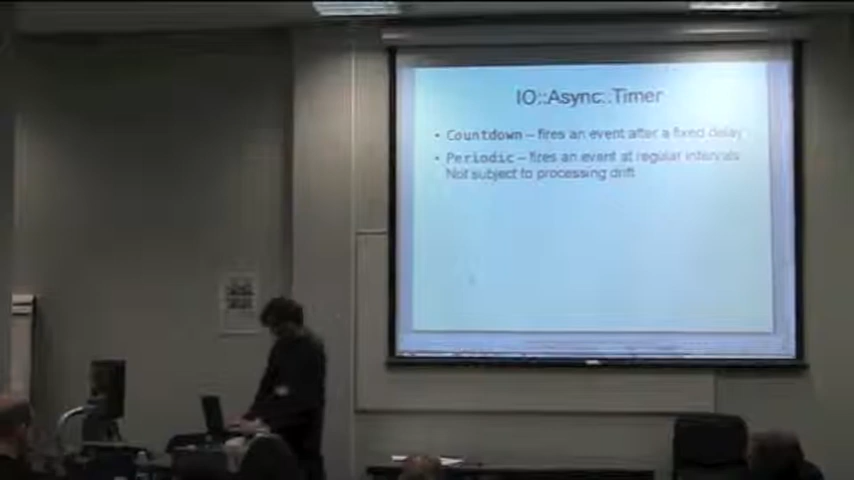 IO::Async::Timer
• Countdown – fires an event after a fixed delay
• Periodic – fires an event at regular intervals
Not subject to processing drift